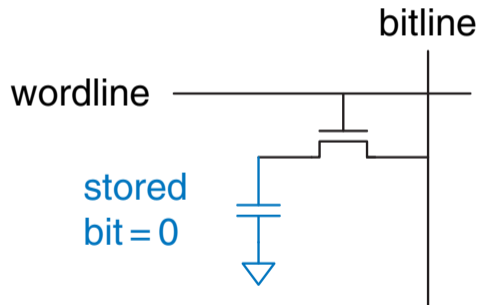 bitline
wordline
stored
bit = 0